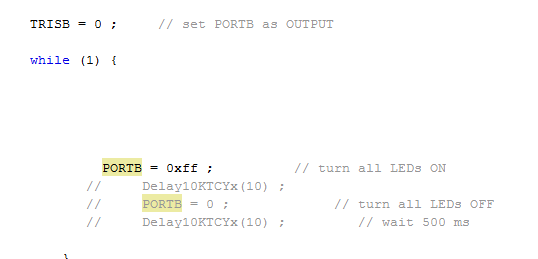 TRISB = 0 ; // set PORTB as OUTPUT
while (1) {
PORTB = 0xff ; // turn all LEDs ON
// Delay10KTCYx(10) ;
// PORTB = 0 ; // turn all LEDs OFF
// Delay10KTCYx(10) ; // wait 500 ms
}